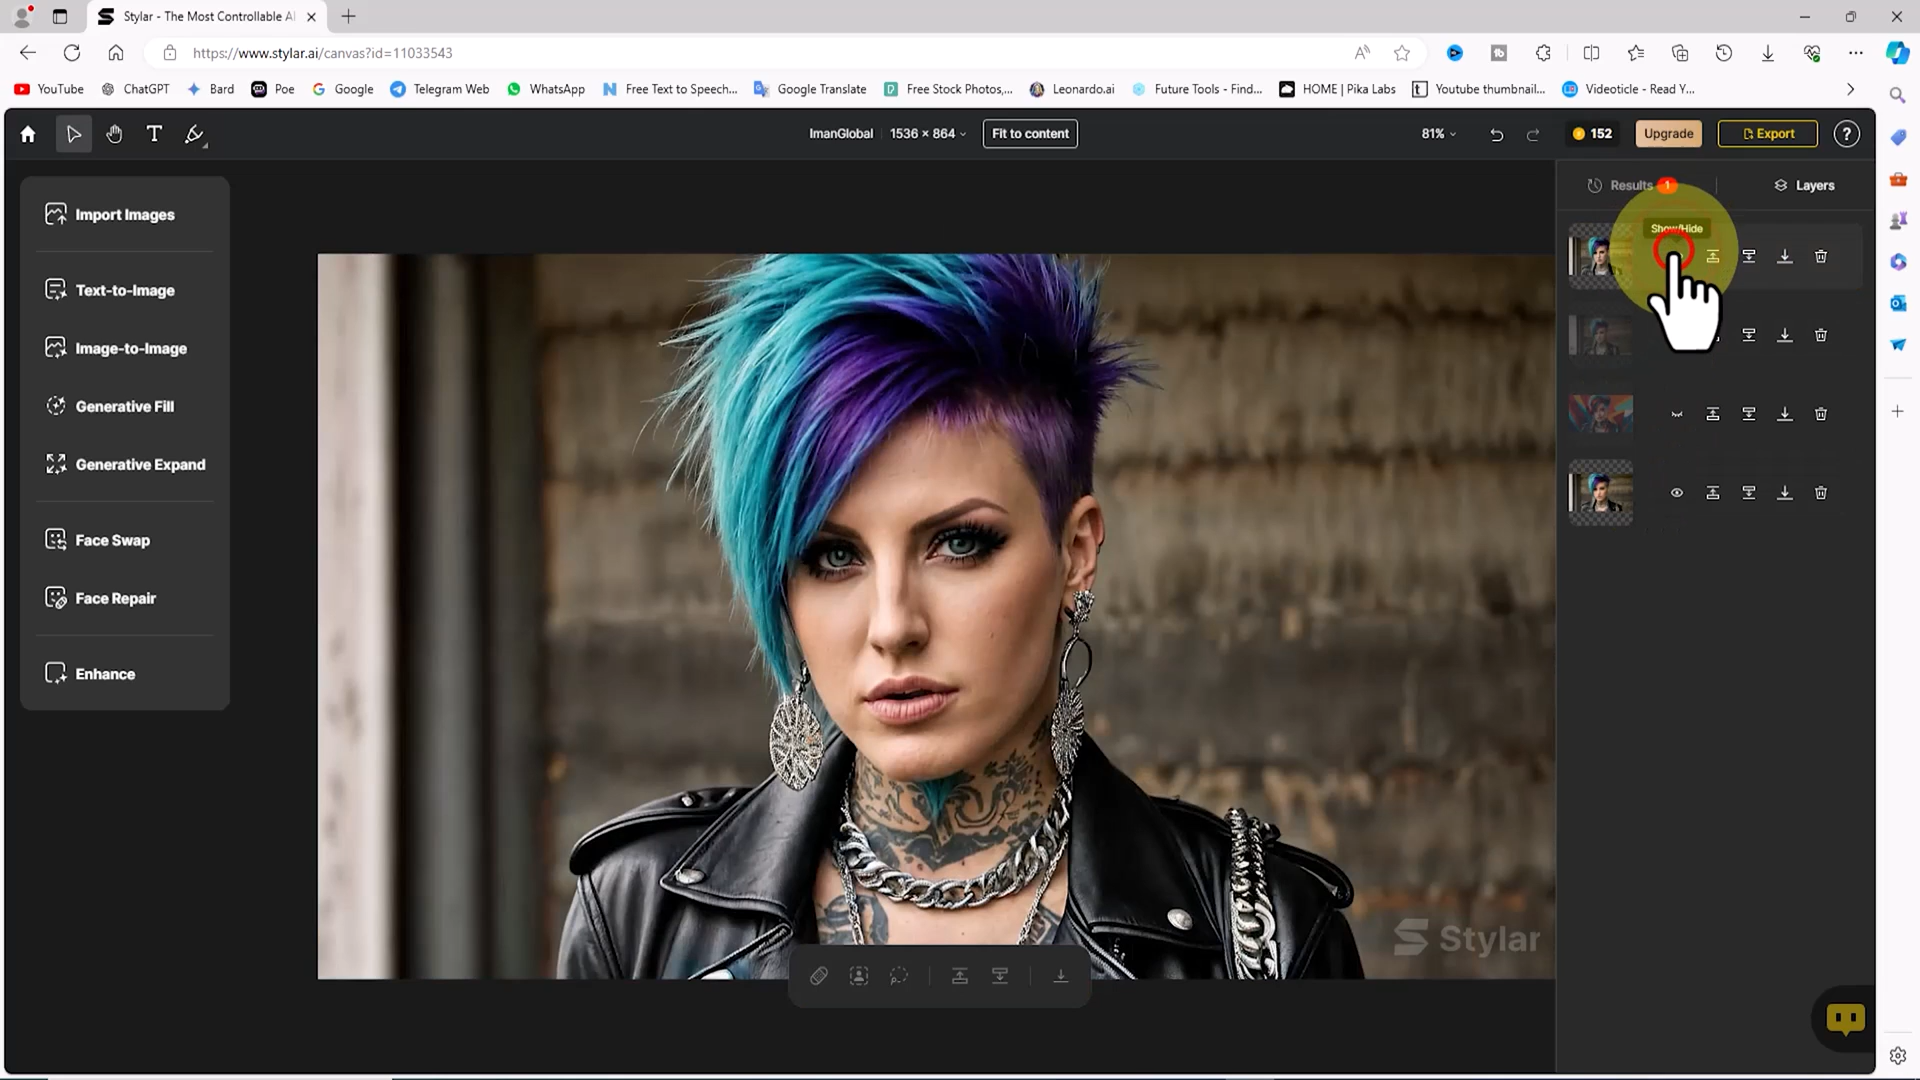 Stylar - The Most Controllable AI
https://www.stylar.ai/canvas?id=11033543
YouTube ChatGPT Bard Poe Google Telegram Web WhatsApp Free Text to Speech... Google Translate Free Stock Photos,... Leonardo.ai Future Tools - Find... HOME | Pika Labs Youtube thumbnail... Videoticle - Read Y...
T ImanGlobal 1536 × 864 Fit to content 81% 152 Upgrade Export ?
Results 1 Layers
Show/Hide
Import Images
Text-to-Image
Image-to-Image
Generative Fill
Generative Expand
Face Swap
Face Repair
Enhance
Stylar